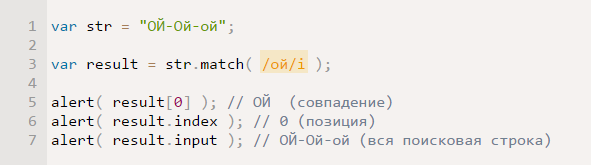 1 var str = "ОЙ-Ой-ой";
2
3 var result = str.match( /ой/i );
4
5 alert( result[0] ); // ОЙ  (совпадение)
6 alert( result.index ); // 0 (позиция)
7 alert( result.input ); // ОЙ-Ой-ой (вся поисковая строка)